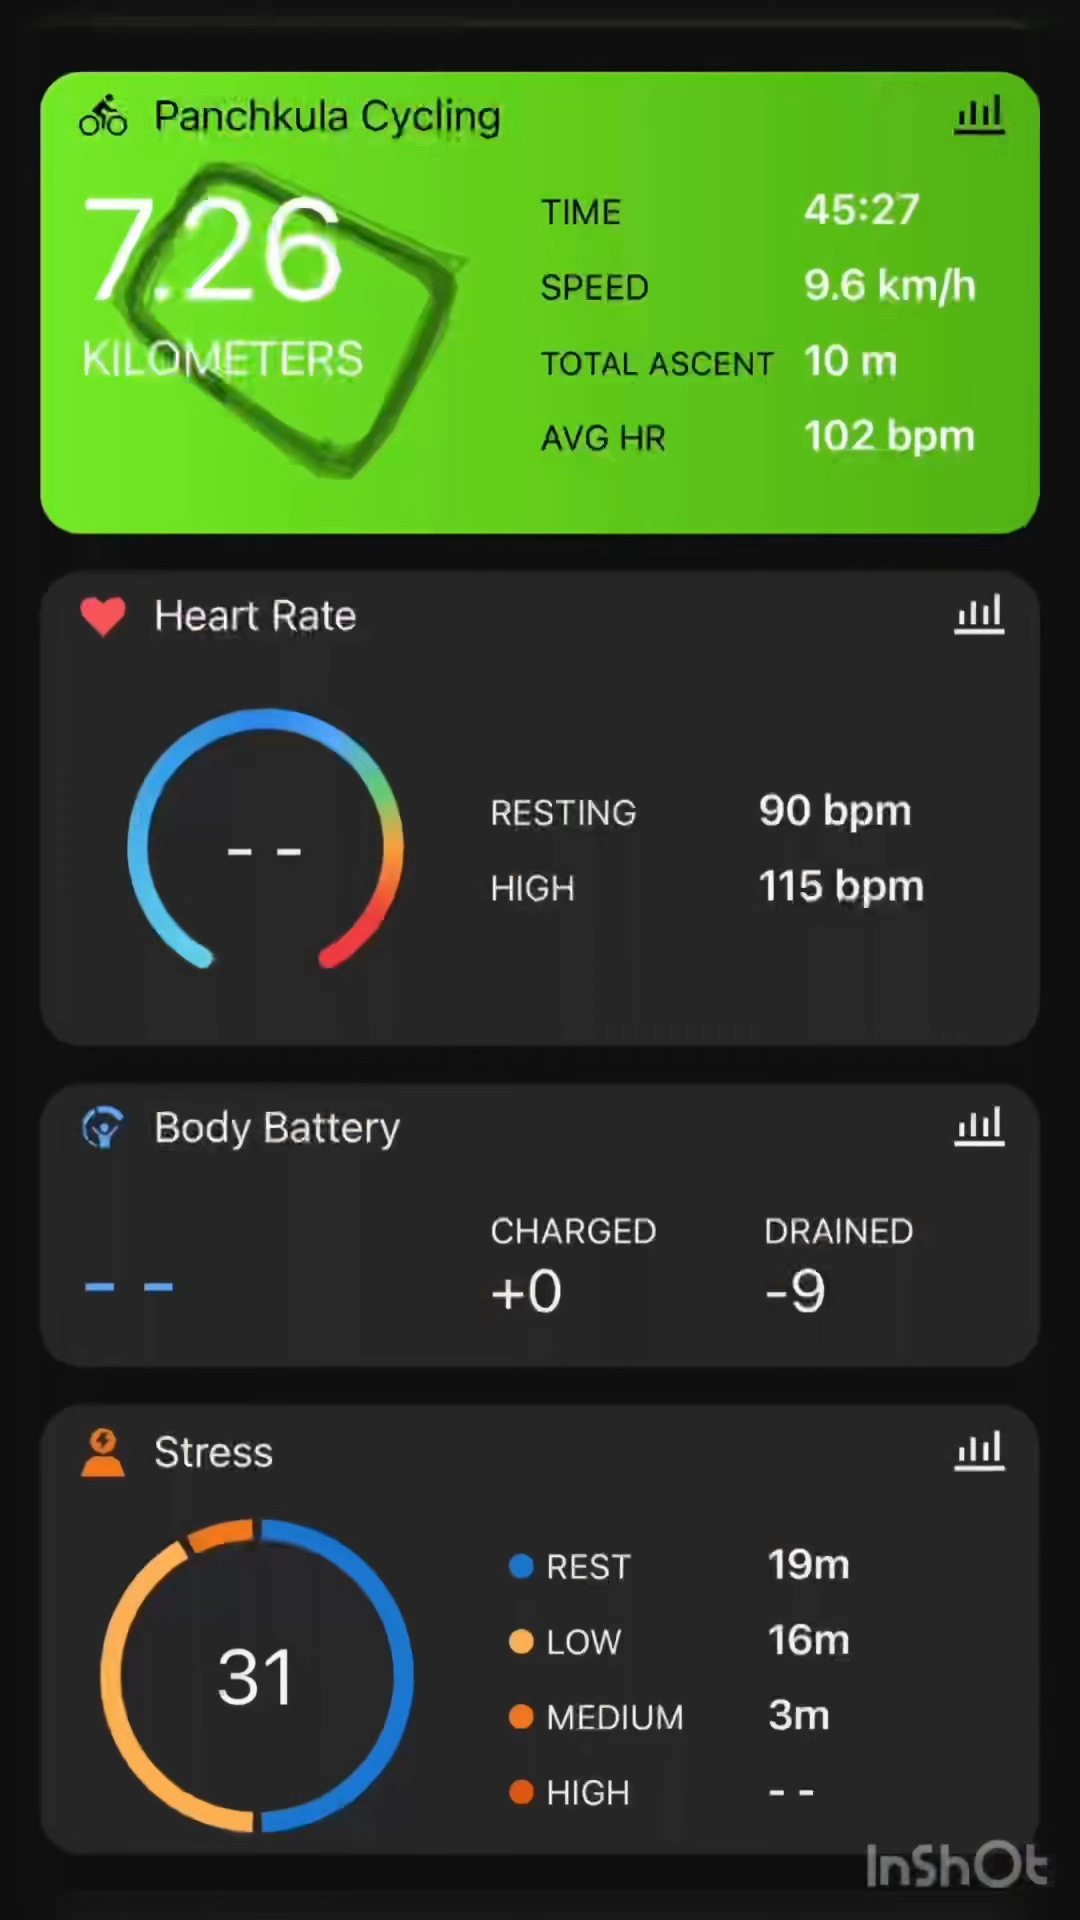 Panchkula Cycling
7.26
KILOMETERS
TIME 45:27
SPEED 9.6 km/h
TOTAL ASCENT 10 m
AVG HR 102 bpm
Heart Rate
- -
RESTING 90 bpm
HIGH 115 bpm
Body Battery
- -
CHARGED DRAINED
+0 -9
Stress
31
REST 19m
LOW 16m
MEDIUM 3m
HIGH - -
InShOt